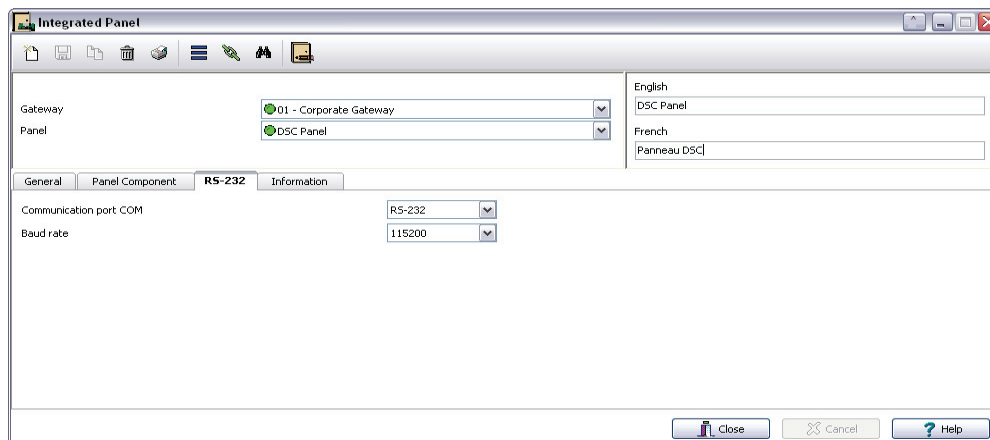 Integrated Panel
Gateway
01 - Corporate Gateway
Panel
DSC Panel
English
DSC Panel
French
Panneau DSC
General
Panel Component
RS-232
Information
Communication port COM
RS-232
Baud rate
115200
Close
Cancel
? Help